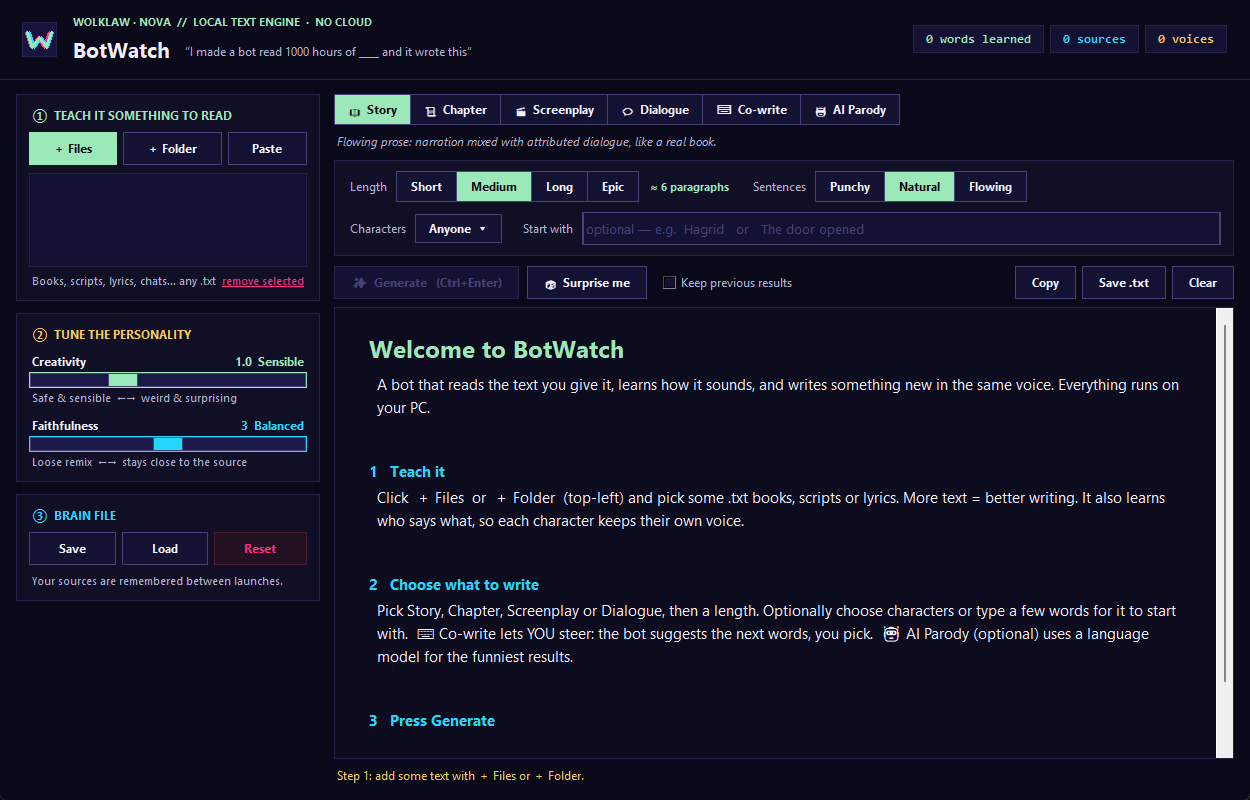 WOLKLAW · NOVA // LOCAL TEXT ENGINE · NO CLOUD
BotWatch "I made a bot read 1000 hours of ____ and it wrote this"
0 words learned 0 sources 0 voices
① TEACH IT SOMETHING TO READ
+ Files + Folder Paste
Books, scripts, lyrics, chats... any .txt remove selected
② TUNE THE PERSONALITY
Creativity 1.0 Sensible
Safe & sensible ←→ weird & surprising
Faithfulness 3 Balanced
Loose remix ←→ stays close to the source
③ BRAIN FILE
Save Load Reset
Your sources are remembered between launches.
Story Chapter Screenplay Dialogue Co-write AI Parody
Flowing prose: narration mixed with attributed dialogue, like a real book.
Length Short Medium Long Epic ≈ 6 paragraphs Sentences Punchy Natural Flowing
Characters Anyone ▾ Start with optional — e.g. Hagrid or The door opened
Generate (Ctrl+Enter) Surprise me Keep previous results Copy Save .txt Clear
Welcome to BotWatch
A bot that reads the text you give it, learns how it sounds, and writes something new in the same voice. Everything runs on
your PC.
1 Teach it
Click + Files or + Folder (top-left) and pick some .txt books, scripts or lyrics. More text = better writing. It also learns
who says what, so each character keeps their own voice.
2 Choose what to write
Pick Story, Chapter, Screenplay or Dialogue, then a length. Optionally choose characters or type a few words for it to start
with. Co-write lets YOU steer: the bot suggests the next words, you pick. AI Parody (optional) uses a language
model for the funniest results.
3 Press Generate
Step 1: add some text with + Files or + Folder.